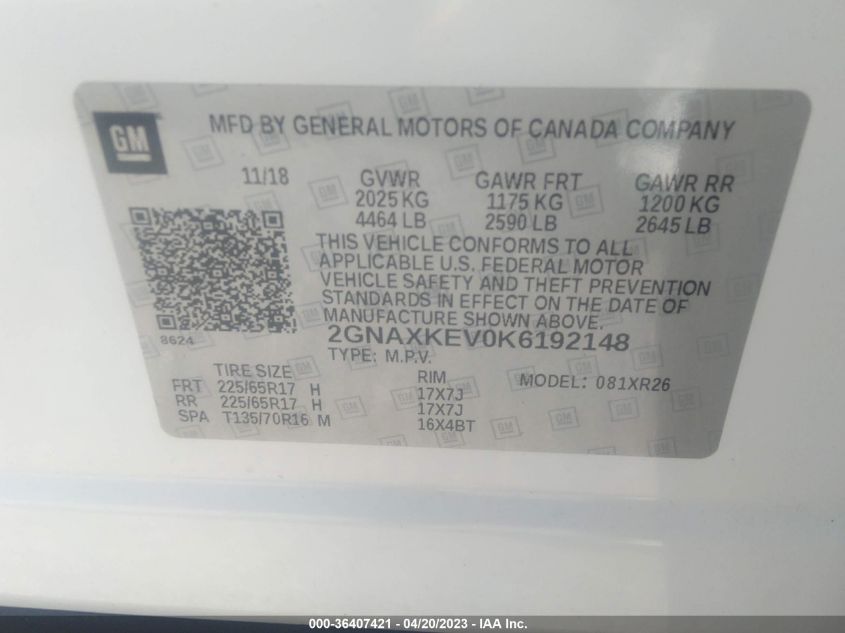 GM
MFD BY GENERAL MOTORS OF CANADA COMPANY
11/18 GVWR GAWR FRT GAWR RR
2025 KG 1175 KG 1200 KG
4464 LB 2590 LB 2645 LB
THIS VEHICLE CONFORMS TO ALL
APPLICABLE U.S. FEDERAL MOTOR
VEHICLE SAFETY AND THEFT PREVENTION
STANDARDS IN EFFECT ON THE DATE OF
MANUFACTURE SHOWN ABOVE.
8624 2GNAXKEV0K6192148
TYPE: M.P.V.
TIRE SIZE RIM MODEL: 081XR26
FRT 225/65R17 H 17X7J
RR 225/65R17 H 17X7J
SPA T135/70R16 M 16X4BT
000-36407421 - 04/20/2023 - IAA Inc.